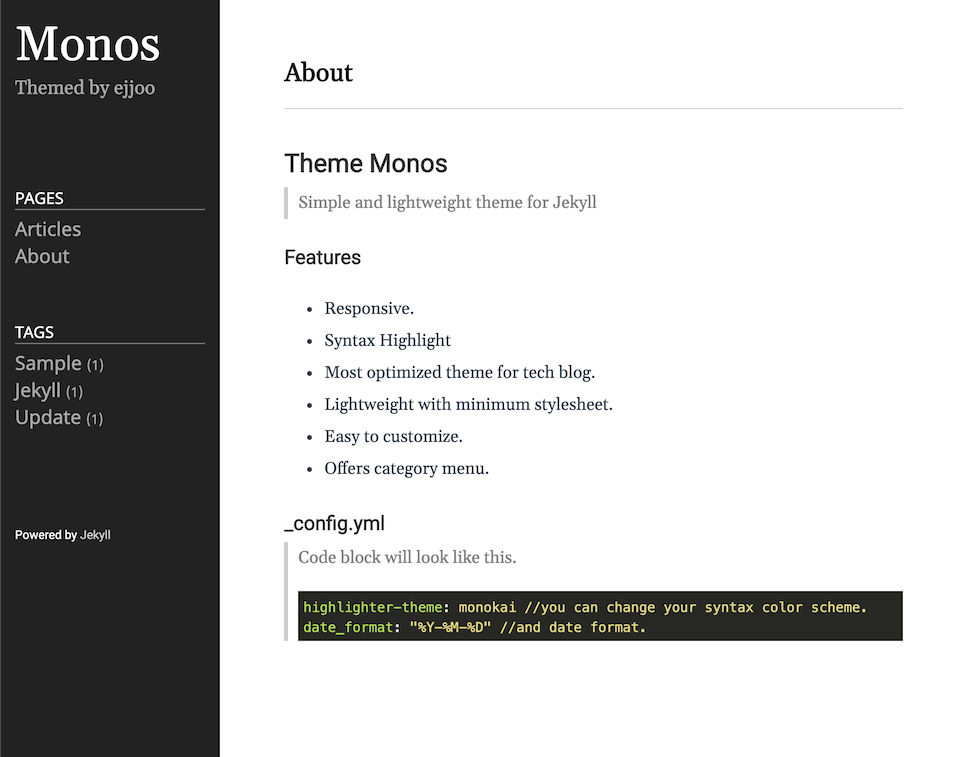 Monos
Themed by ejjoo
PAGES
Articles
About
TAGS
Sample (1)
Jekyll (1)
Update (1)
Powered by Jekyll
About
Theme Monos
Simple and lightweight theme for Jekyll
Features
• Responsive.
• Syntax Highlight
• Most optimized theme for tech blog.
• Lightweight with minimum stylesheet.
• Easy to customize.
• Offers category menu.
_config.yml
Code block will look like this.
highlighter-theme: monokai //you can change your syntax color scheme.
date_format: "%Y-%M-%D" //and date format.